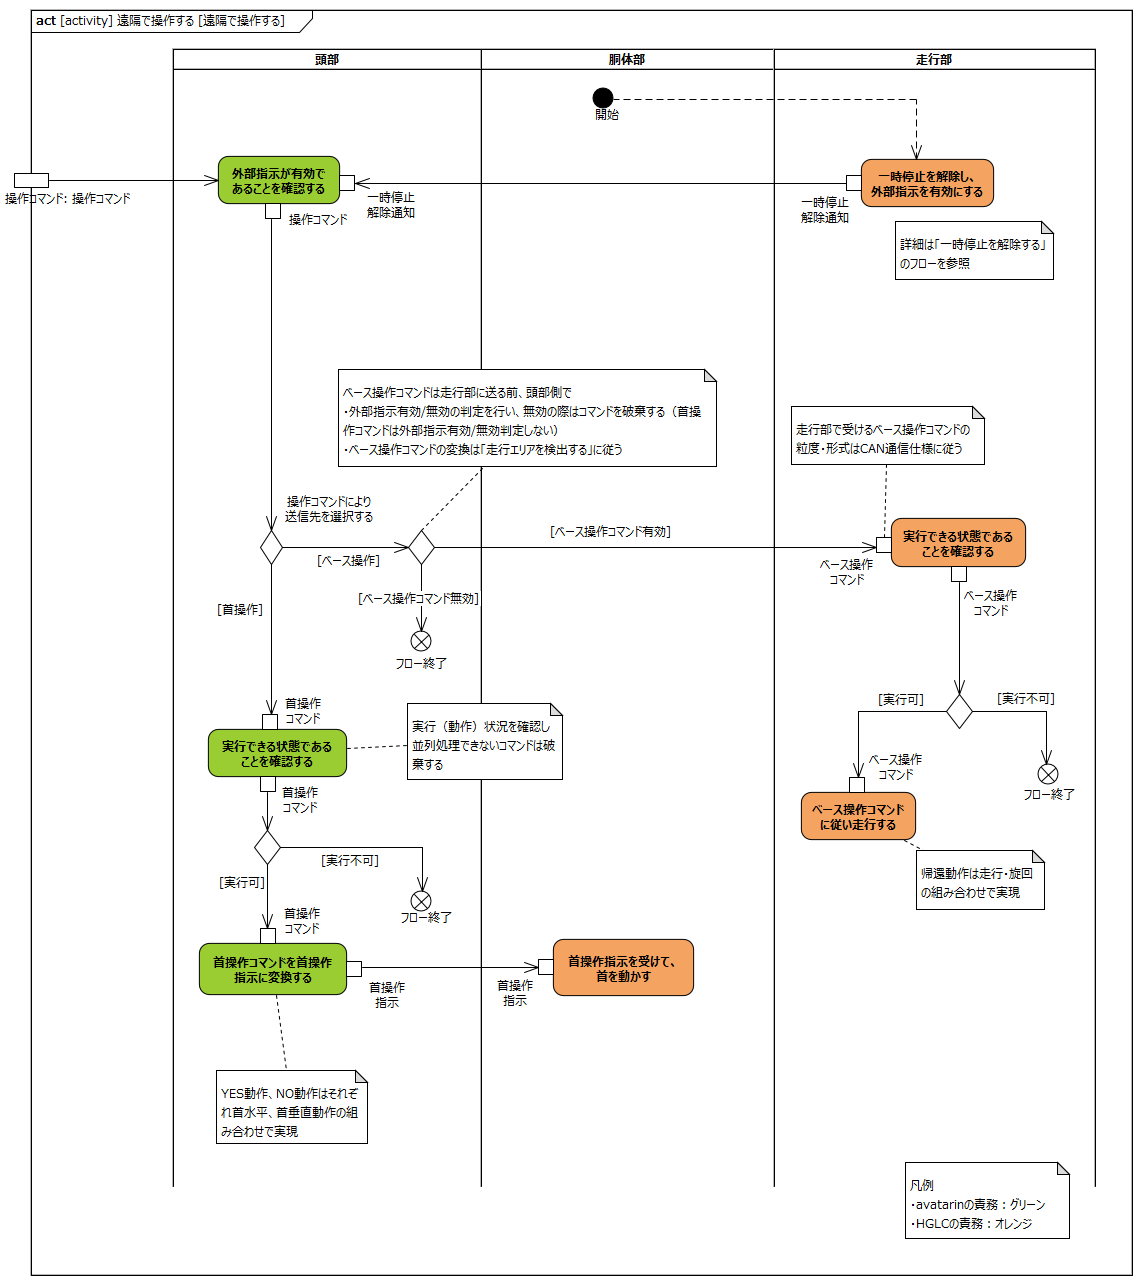 act [activity] 遠隔で操作する [遠隔で操作する]
頭部
胴体部
走行部
開始
外部指示が有効で
あることを確認する
一時停止を解除し、
外部指示を有効にする
操作コマンド: 操作コマンド
操作コマンド
一時停止
解除通知
一時停止
解除通知
詳細は「一時停止を解除する」
のフローを参照
ベース操作コマンドは走行部に送る前、頭部側で
・外部指示有効/無効の判定を行い、無効の際はコマンドを破棄する（首操
作コマンドは外部指示有効/無効判定しない）
・ベース操作コマンドの変換は「走行エリアを検出する」に従う
走行部で受けるベース操作コマンドの
粒度・形式はCAN通信仕様に従う
操作コマンドにより
送信先を選択する
[ベース操作]
[ベース操作コマンド有効]
ベース操作
コマンド
実行できる状態である
ことを確認する
ベース操作
コマンド
[首操作]
[ベース操作コマンド無効]
フロー終了
首操作
コマンド
実行できる状態である
ことを確認する
実行（動作）状況を確認し
並列処理できないコマンドは破
棄する
[実行可]
[実行不可]
ベース操作
コマンド
フロー終了
ベース操作コマンド
に従い走行する
帰還動作は走行・旋回
の組み合わせで実現
首操作
コマンド
[実行不可]
[実行可]
フロー終了
首操作
コマンド
首操作コマンドを首操作
指示に変換する
首操作
指示
首操作
指示
首操作指示を受けて、
首を動かす
YES動作、NO動作はそれぞ
れ首水平、首垂直動作の組
み合わせで実現
凡例
・avatarinの責務：グリーン
・HGLCの責務：オレンジ